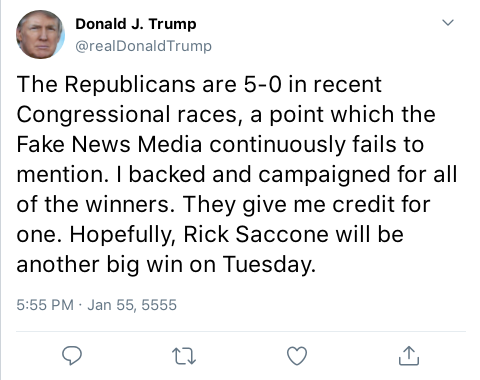 Donald J. Trump
@realDonaldTrump
The Republicans are 5-0 in recent
Congressional races, a point which the
Fake News Media continuously fails to
mention. I backed and campaigned for all
of the winners. They give me credit for
one. Hopefully, Rick Saccone will be
another big win on Tuesday.
5:55 PM · Jan 55, 5555